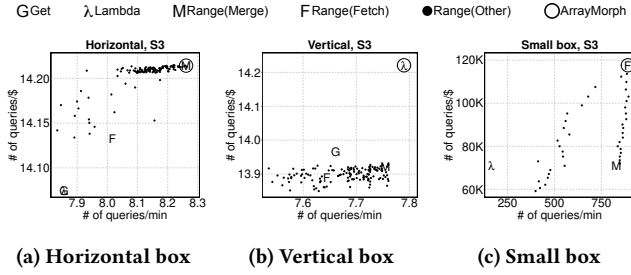 G Get λ Lambda M Range(Merge) F Range(Fetch) ● Range(Other) ○ ArrayMorph
Horizontal, S3
# of queries/$
14.20
14.15
14.10
M
F
G
7.9 8.0 8.1 8.2 8.3
# of queries/min
Vertical, S3
# of queries/$
14.2
14.1
14.0
13.9
λ
G
F
M
7.6 7.7 7.8
# of queries/min
Small box, S3
# of queries/$
120K
100K
80K
60K
F
λ
M
250 500 750
# of queries/min
(a) Horizontal box (b) Vertical box (c) Small box